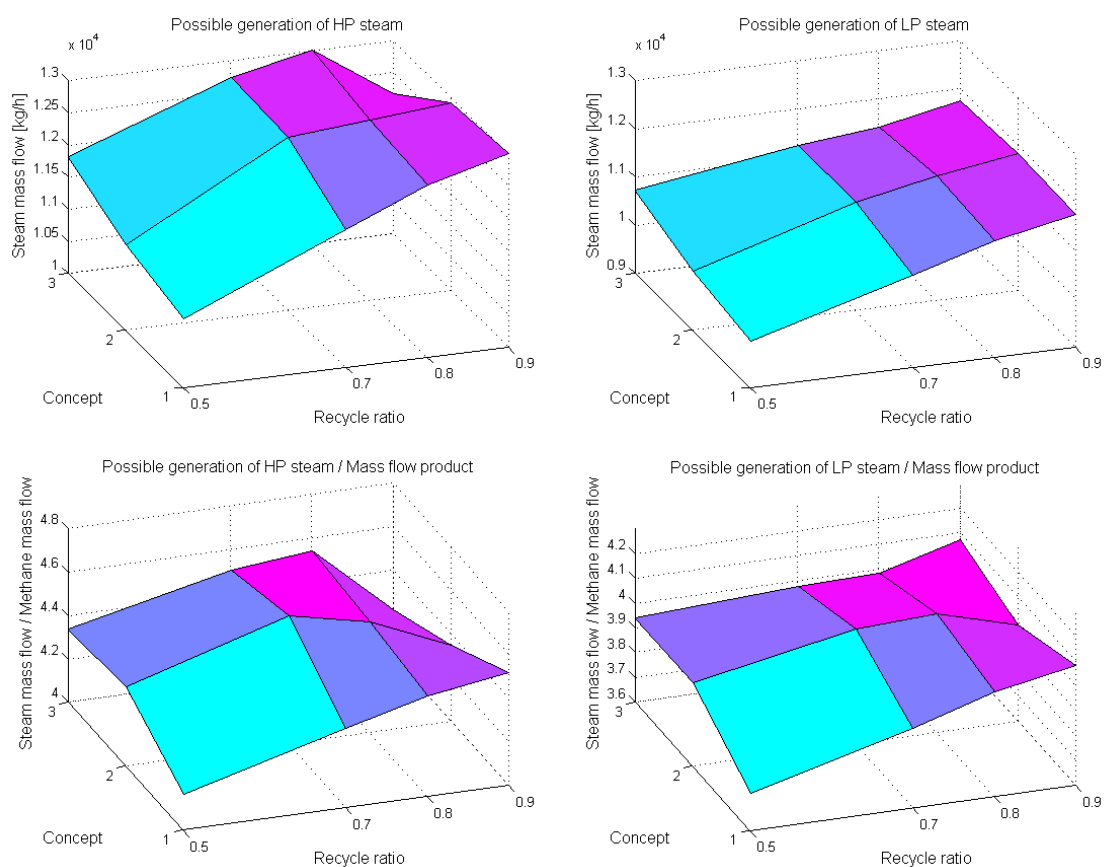 Possible generation of HP steam
x 10^4
1.3
1.25
1.2
1.15
1.1
1.05
1
Steam mass flow [kg/h]
3
2
1
Concept
0.5
0.7
0.8
0.9
Recycle ratio
Possible generation of LP steam
x 10^4
1.3
1.2
1.1
1
0.9
Steam mass flow [kg/h]
3
2
1
Concept
0.5
0.7
0.8
0.9
Recycle ratio
Possible generation of HP steam / Mass flow product
4.8
4.6
4.4
4.2
4
Steam mass flow / Methane mass flow
3
2
1
Concept
0.5
0.7
0.8
0.9
Recycle ratio
Possible generation of LP steam / Mass flow product
4.2
4.1
4
3.9
3.8
3.7
3.6
Steam mass flow / Methane mass flow
3
2
1
Concept
0.5
0.7
0.8
0.9
Recycle ratio